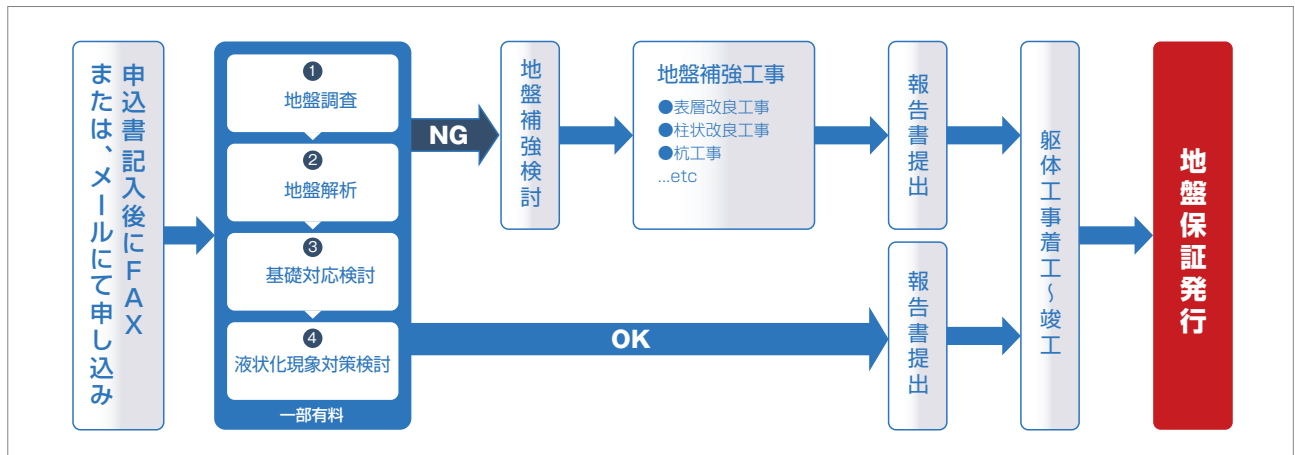 申込書記入後にFAX
または、メールにて申し込み
❶
地盤調査
❷
地盤解析
❸
基礎対応検討
❹
液状化現象対策検討
一部有料
NG
地盤補強検討
地盤補強工事
●表層改良工事
●柱状改良工事
●杭工事
...etc
報告書提出
OK
報告書提出
躯体工事着工~竣工
地盤保証発行